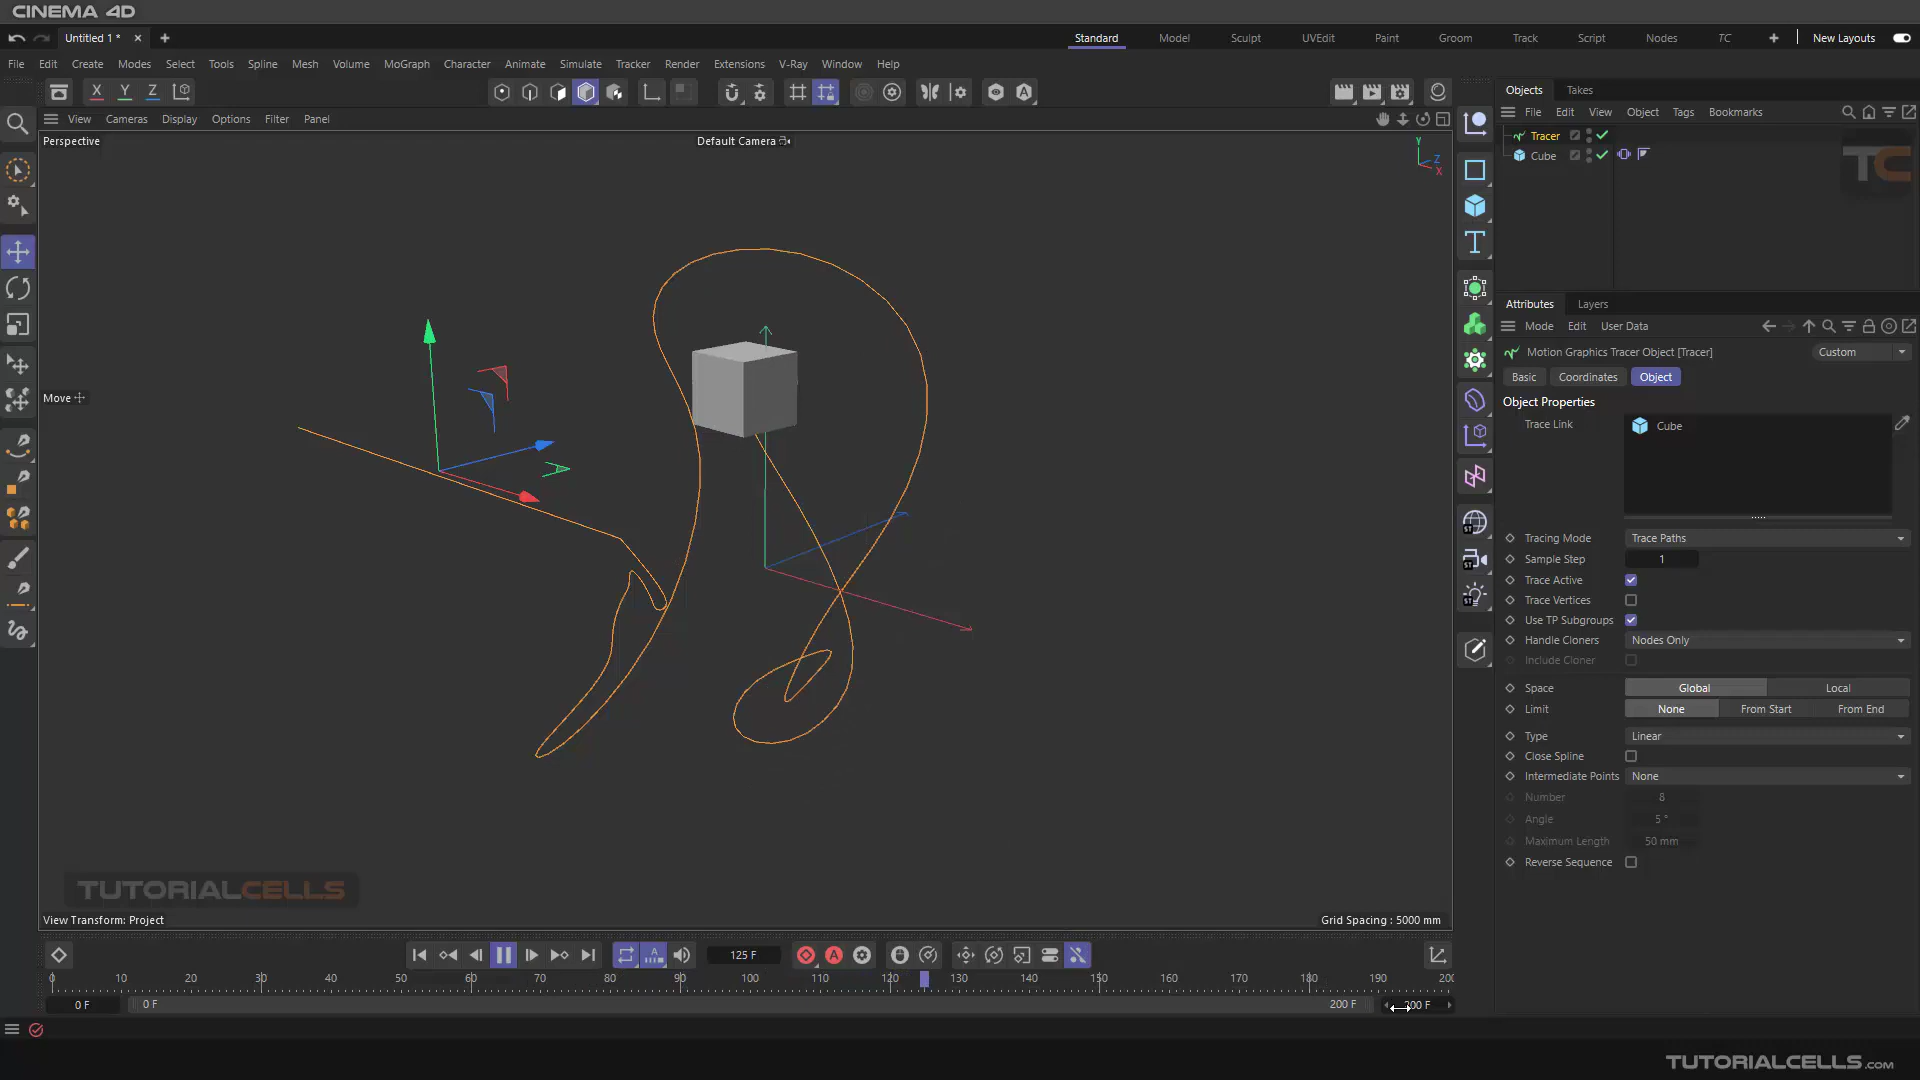 CINEMA 4D
Untitled 1 *
Standard Model Sculpt UVEdit Paint Groom Track Script Nodes TC New Layouts
File Edit Create Modes Select Tools Spline Mesh Volume MoGraph Character Animate Simulate Tracker Render Extensions V-Ray Window Help
X Y Z
View Cameras Display Options Filter Panel
Perspective
Default Camera
Y
Z
X
Move
TUTORIALCELLS
View Transform: Project
Grid Spacing : 5000 mm
Objects Takes
File Edit View Object Tags Bookmarks
Tracer
Cube
TC
Attributes Layers
Mode Edit User Data
Motion Graphics Tracer Object [Tracer]
Custom
Basic Coordinates Object
Object Properties
Trace Link Cube
Tracing Mode Trace Paths
Sample Step 1
Trace Active
Trace Vertices
Use TP Subgroups
Handle Cloners Nodes Only
Include Cloner
Space Global Local
Limit None From Start From End
Type Linear
Close Spline
Intermediate Points None
Number 8
Angle 5 °
Maximum Length 50 mm
Reverse Sequence
125 F
0 10 20 30 40 50 60 70 80 90 100 110 120 130 140 150 160 170 180 190 200
0 F 0 F 200 F 200 F
TUTORIALCELLS.COM